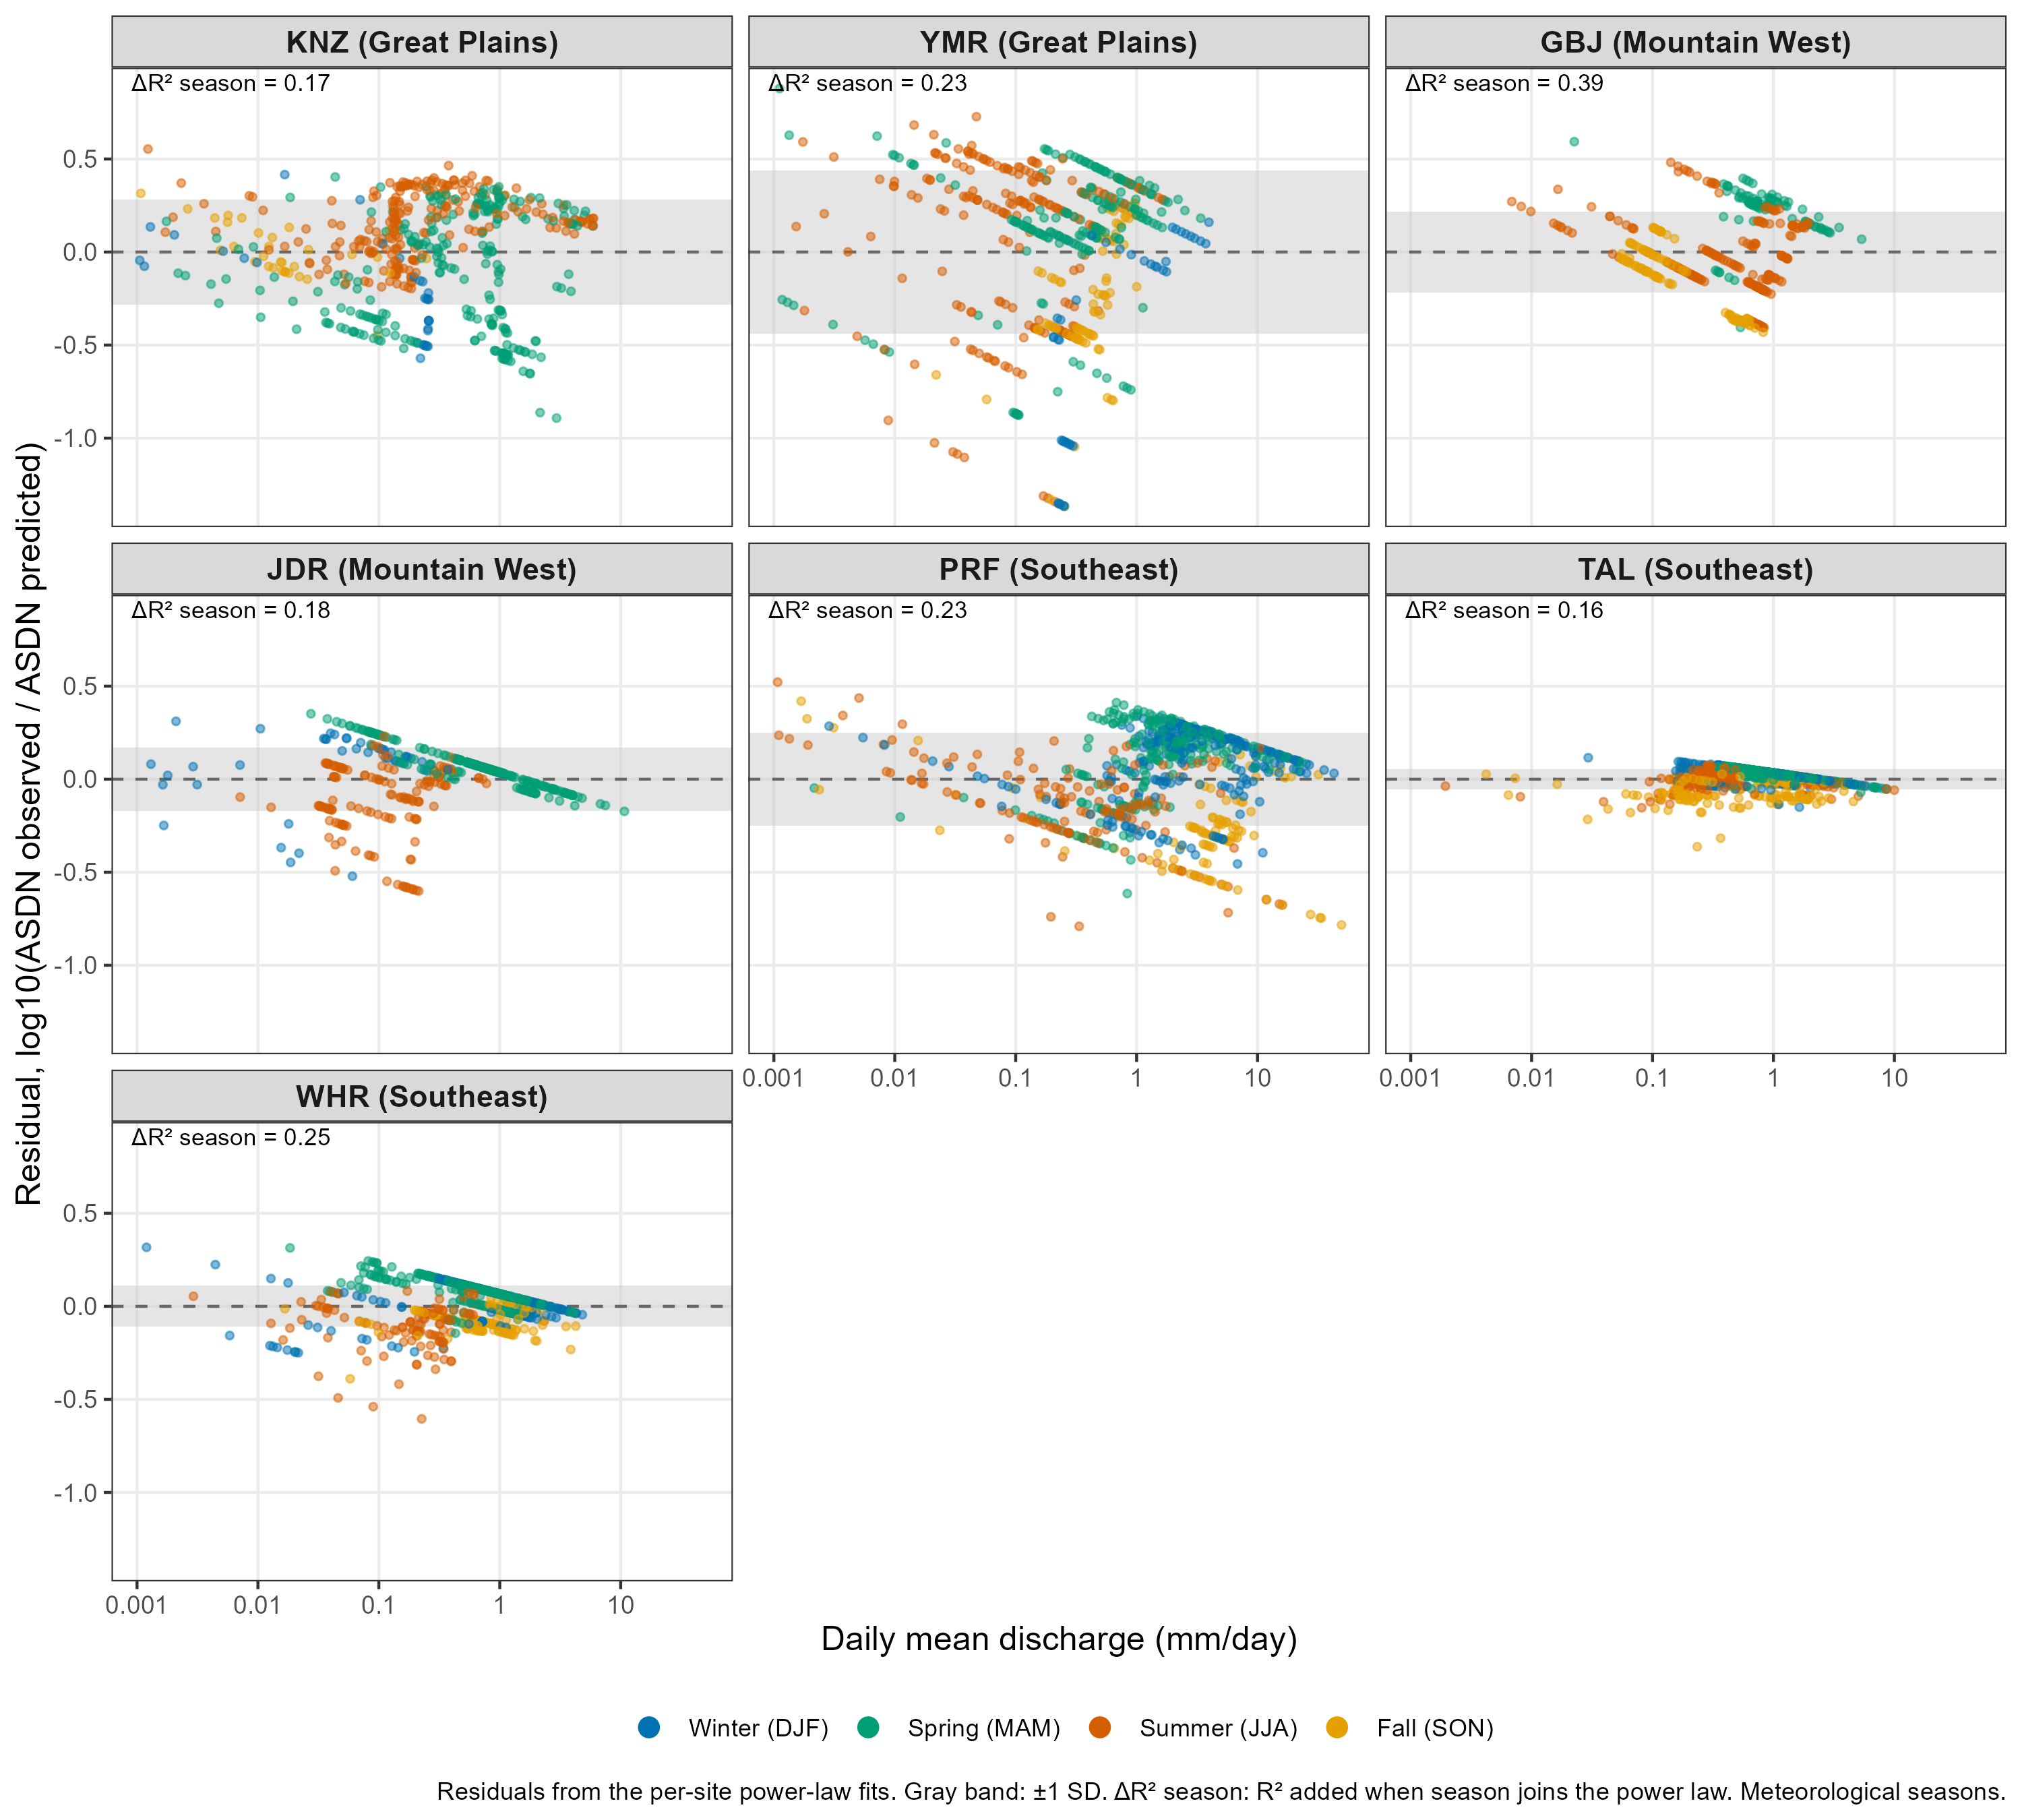 KNZ (Great Plains)
YMR (Great Plains)
GBJ (Mountain West)
ΔR² season = 0.17
ΔR² season = 0.23
ΔR² season = 0.39
0.5
0.0
-0.5
-1.0
JDR (Mountain West)
PRF (Southeast)
TAL (Southeast)
ΔR² season = 0.18
ΔR² season = 0.23
ΔR² season = 0.16
0.5
0.0
-0.5
-1.0
0.001 0.01 0.1 1 10
0.001 0.01 0.1 1 10
WHR (Southeast)
ΔR² season = 0.25
0.5
0.0
-0.5
-1.0
0.001 0.01 0.1 1 10
Residual, log10(ASDN observed / ASDN predicted)
Daily mean discharge (mm/day)
Winter (DJF) Spring (MAM) Summer (JJA) Fall (SON)
Residuals from the per-site power-law fits. Gray band: ±1 SD. ΔR² season: R² added when season joins the power law. Meteorological seasons.